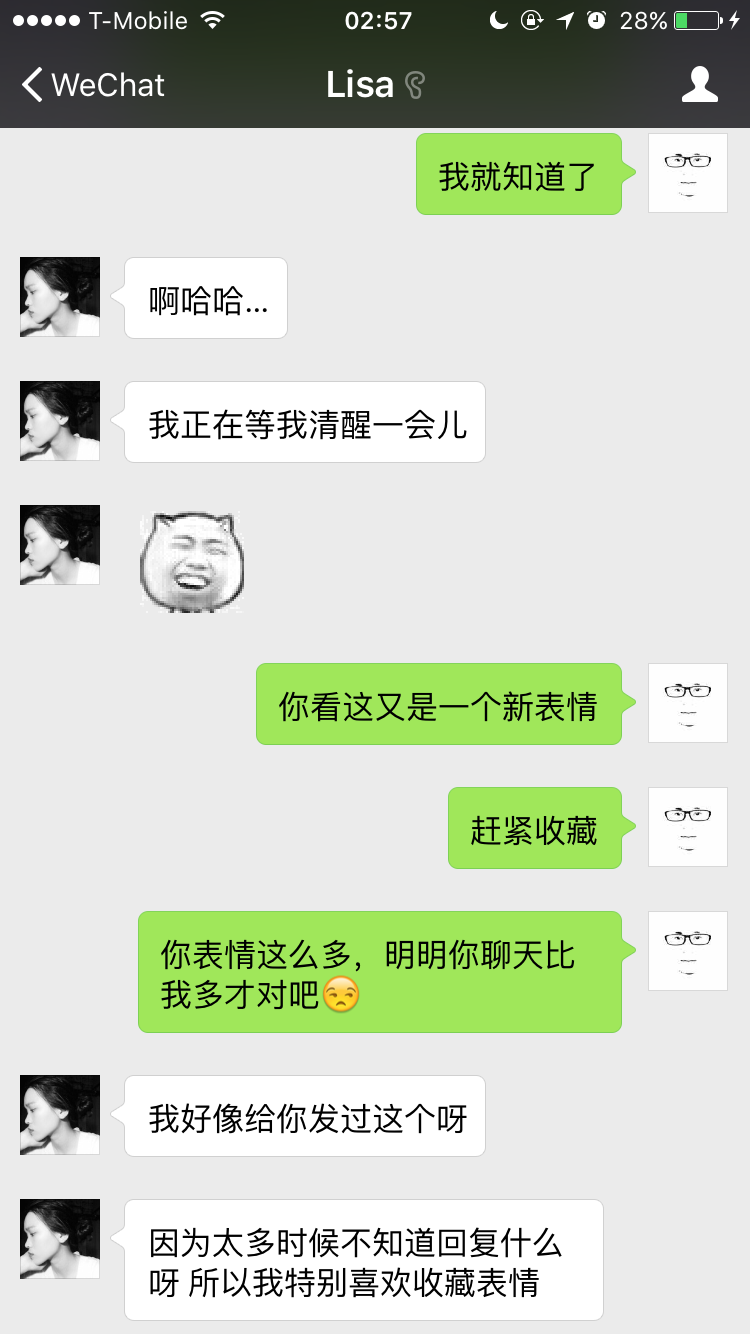 T-Mobile 02:57 28%
WeChat Lisa
我就知道了
啊哈哈...
我正在等我清醒一会儿
你看这又是一个新表情
赶紧收藏
你表情这么多，明明你聊天比
我多才对吧😒
我好像给你发过这个呀
因为太多时候不知道回复什么
呀 所以我特别喜欢收藏表情